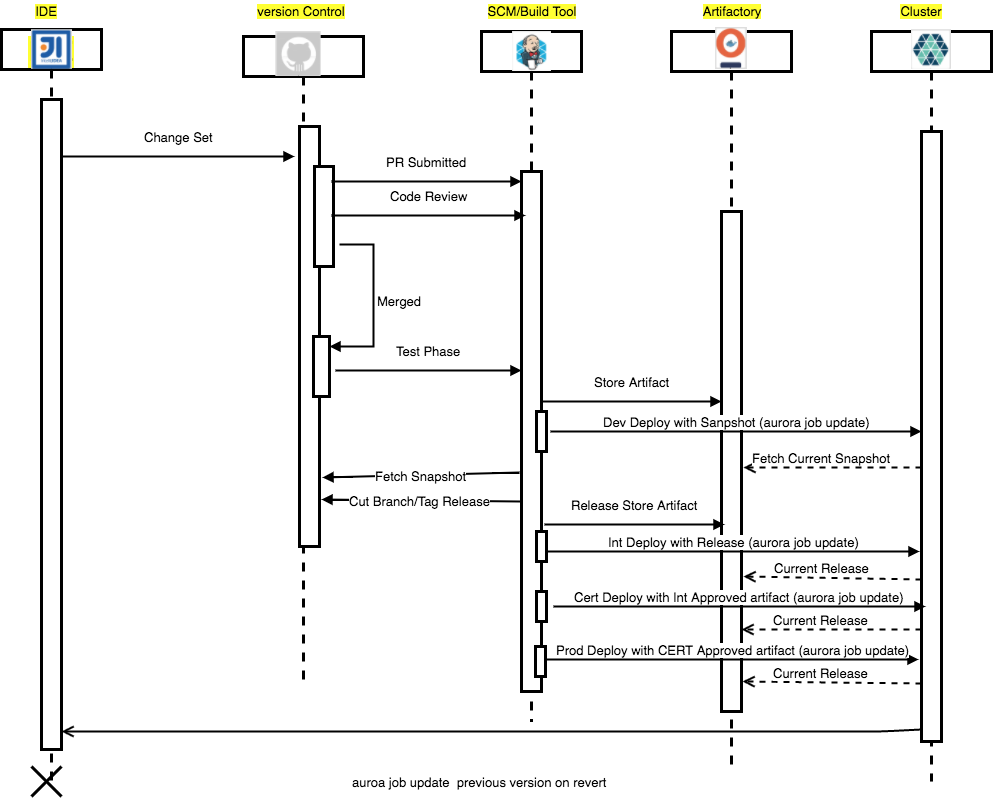 IDE
version Control
SCM/Build Tool
Artifactory
Cluster
Change Set
PR Submitted
Code Review
Merged
Test Phase
Store Artifact
Dev Deploy with Sanpshot (aurora job update)
Fetch Current Snapshot
Fetch Snapshot
Cut Branch/Tag Release
Release Store Artifact
Int Deploy with Release (aurora job update)
Current Release
Cert Deploy with Int Approved artifact (aurora job update)
Current Release
Prod Deploy with CERT Approved artifact (aurora job update)
Current Release
auroa job update previous version on revert